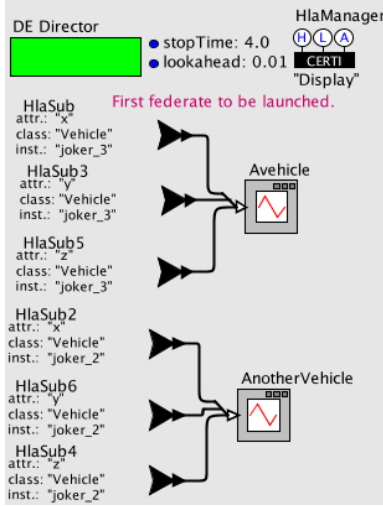 DE Director
HlaManager
stopTime: 4.0
lookahead: 0.01
H L A
CERTI
"Display"
First federate to be launched.
HlaSub
attr.: "x"
class: "Vehicle"
inst.: "joker_3"
Avehicle
HlaSub3
attr.: "y"
class: "Vehicle"
inst.: "joker_3"
HlaSub5
attr.: "z"
class: "Vehicle"
inst.: "joker_3"
HlaSub2
attr.: "x"
class: "Vehicle"
inst.: "joker_2"
AnotherVehicle
HlaSub6
attr.: "y"
class: "Vehicle"
inst.: "joker_2"
HlaSub4
attr.: "z"
class: "Vehicle"
inst.: "joker_2"